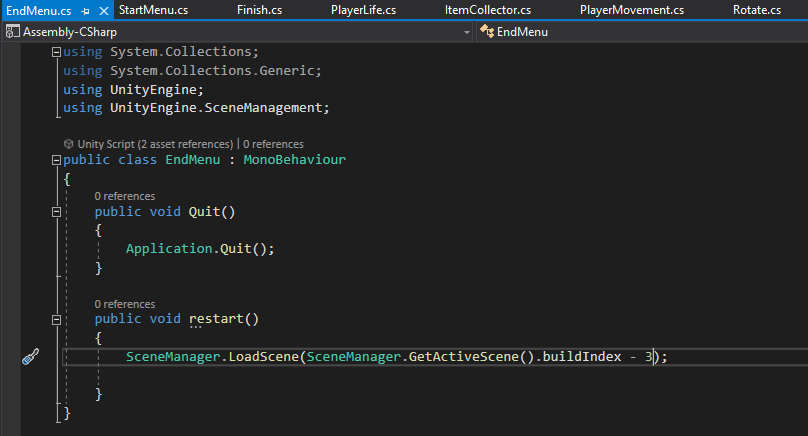 EndMenu.cs StartMenu.cs Finish.cs PlayerLife.cs ItemCollector.cs PlayerMovement.cs Rotate.cs
Assembly-CSharp EndMenu
using System.Collections;
using System.Collections.Generic;
using UnityEngine;
using UnityEngine.SceneManagement;
Unity Script (2 asset references) | 0 references
public class EndMenu : MonoBehaviour
{
0 references
public void Quit()
{
Application.Quit();
}
0 references
public void restart()
{
SceneManager.LoadScene(SceneManager.GetActiveScene().buildIndex - 3);
}
}